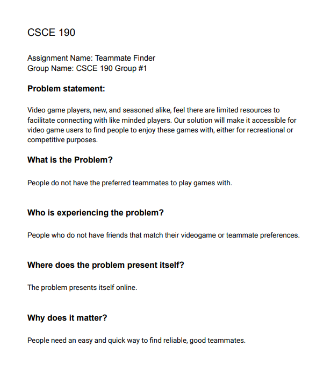 CSCE 190
Assignment Name: Teammate Finder
Group Name: CSCE 190 Group #1
Problem statement:
Video game players, new, and seasoned alike, feel there are limited resources to
facilitate connecting with like minded players. Our solution will make it accessible for
video game users to find people to enjoy these games with, either for recreational or
competitive purposes.
What is the Problem?
People do not have the preferred teammates to play games with.
Who is experiencing the problem?
People who do not have friends that match their videogame or teammate preferences.
Where does the problem present itself?
The problem presents itself online.
Why does it matter?
People need an easy and quick way to find reliable, good teammates.